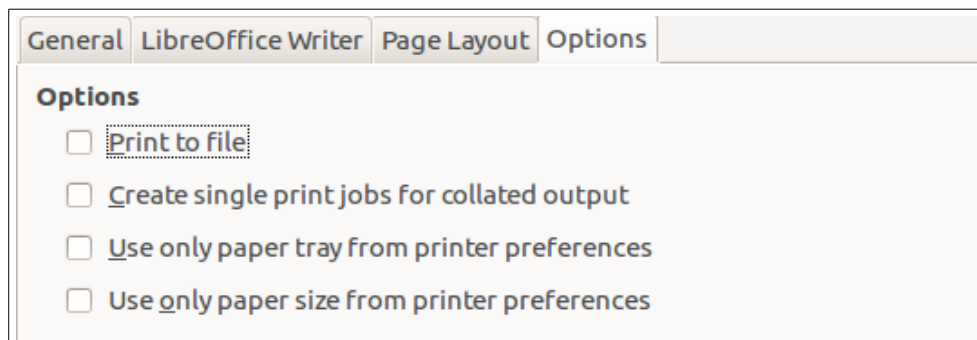 General LibreOffice Writer Page Layout Options
Options
Print to file
Create single print jobs for collated output
Use only paper tray from printer preferences
Use only paper size from printer preferences